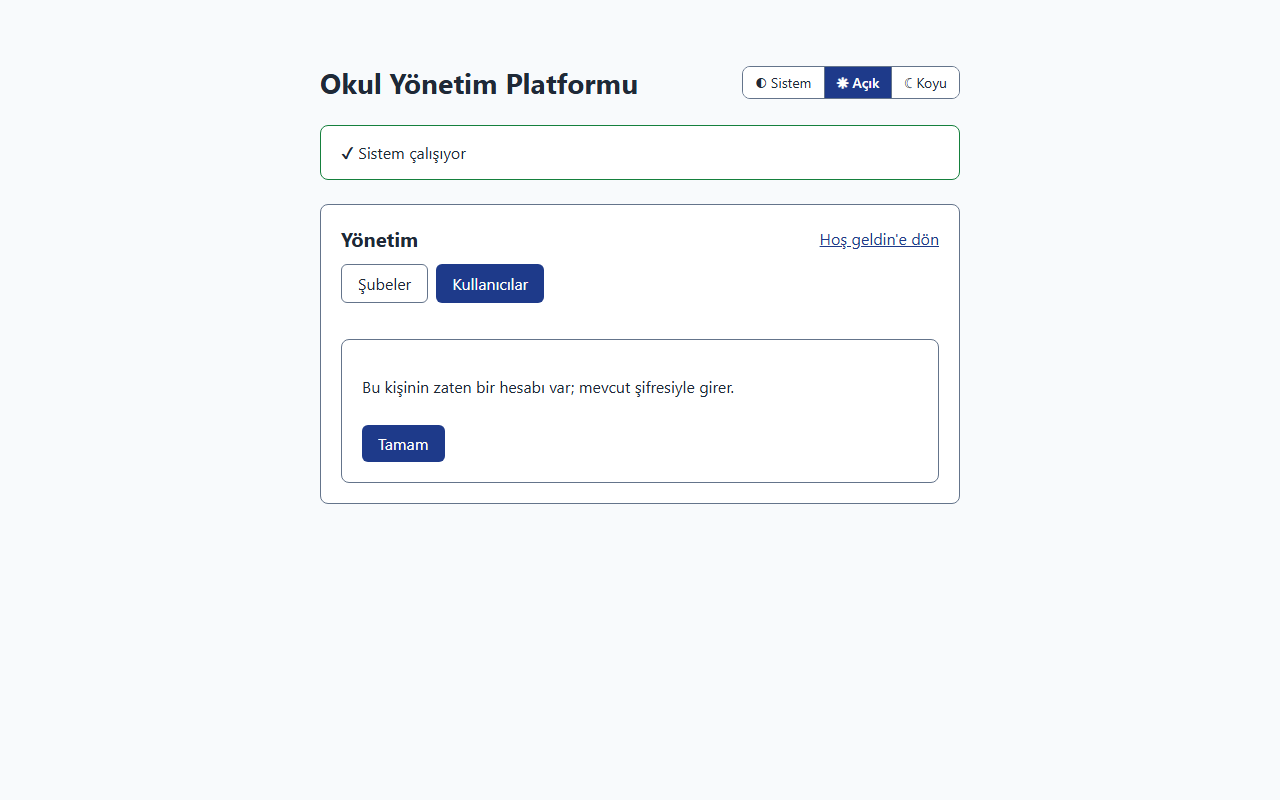 Okul Yönetim Platformu
◐ Sistem
❋ Açık
☾ Koyu
✓ Sistem çalışıyor
Yönetim
Hoş geldin'e dön
Şubeler
Kullanıcılar
Bu kişinin zaten bir hesabı var; mevcut şifresiyle girer.
Tamam